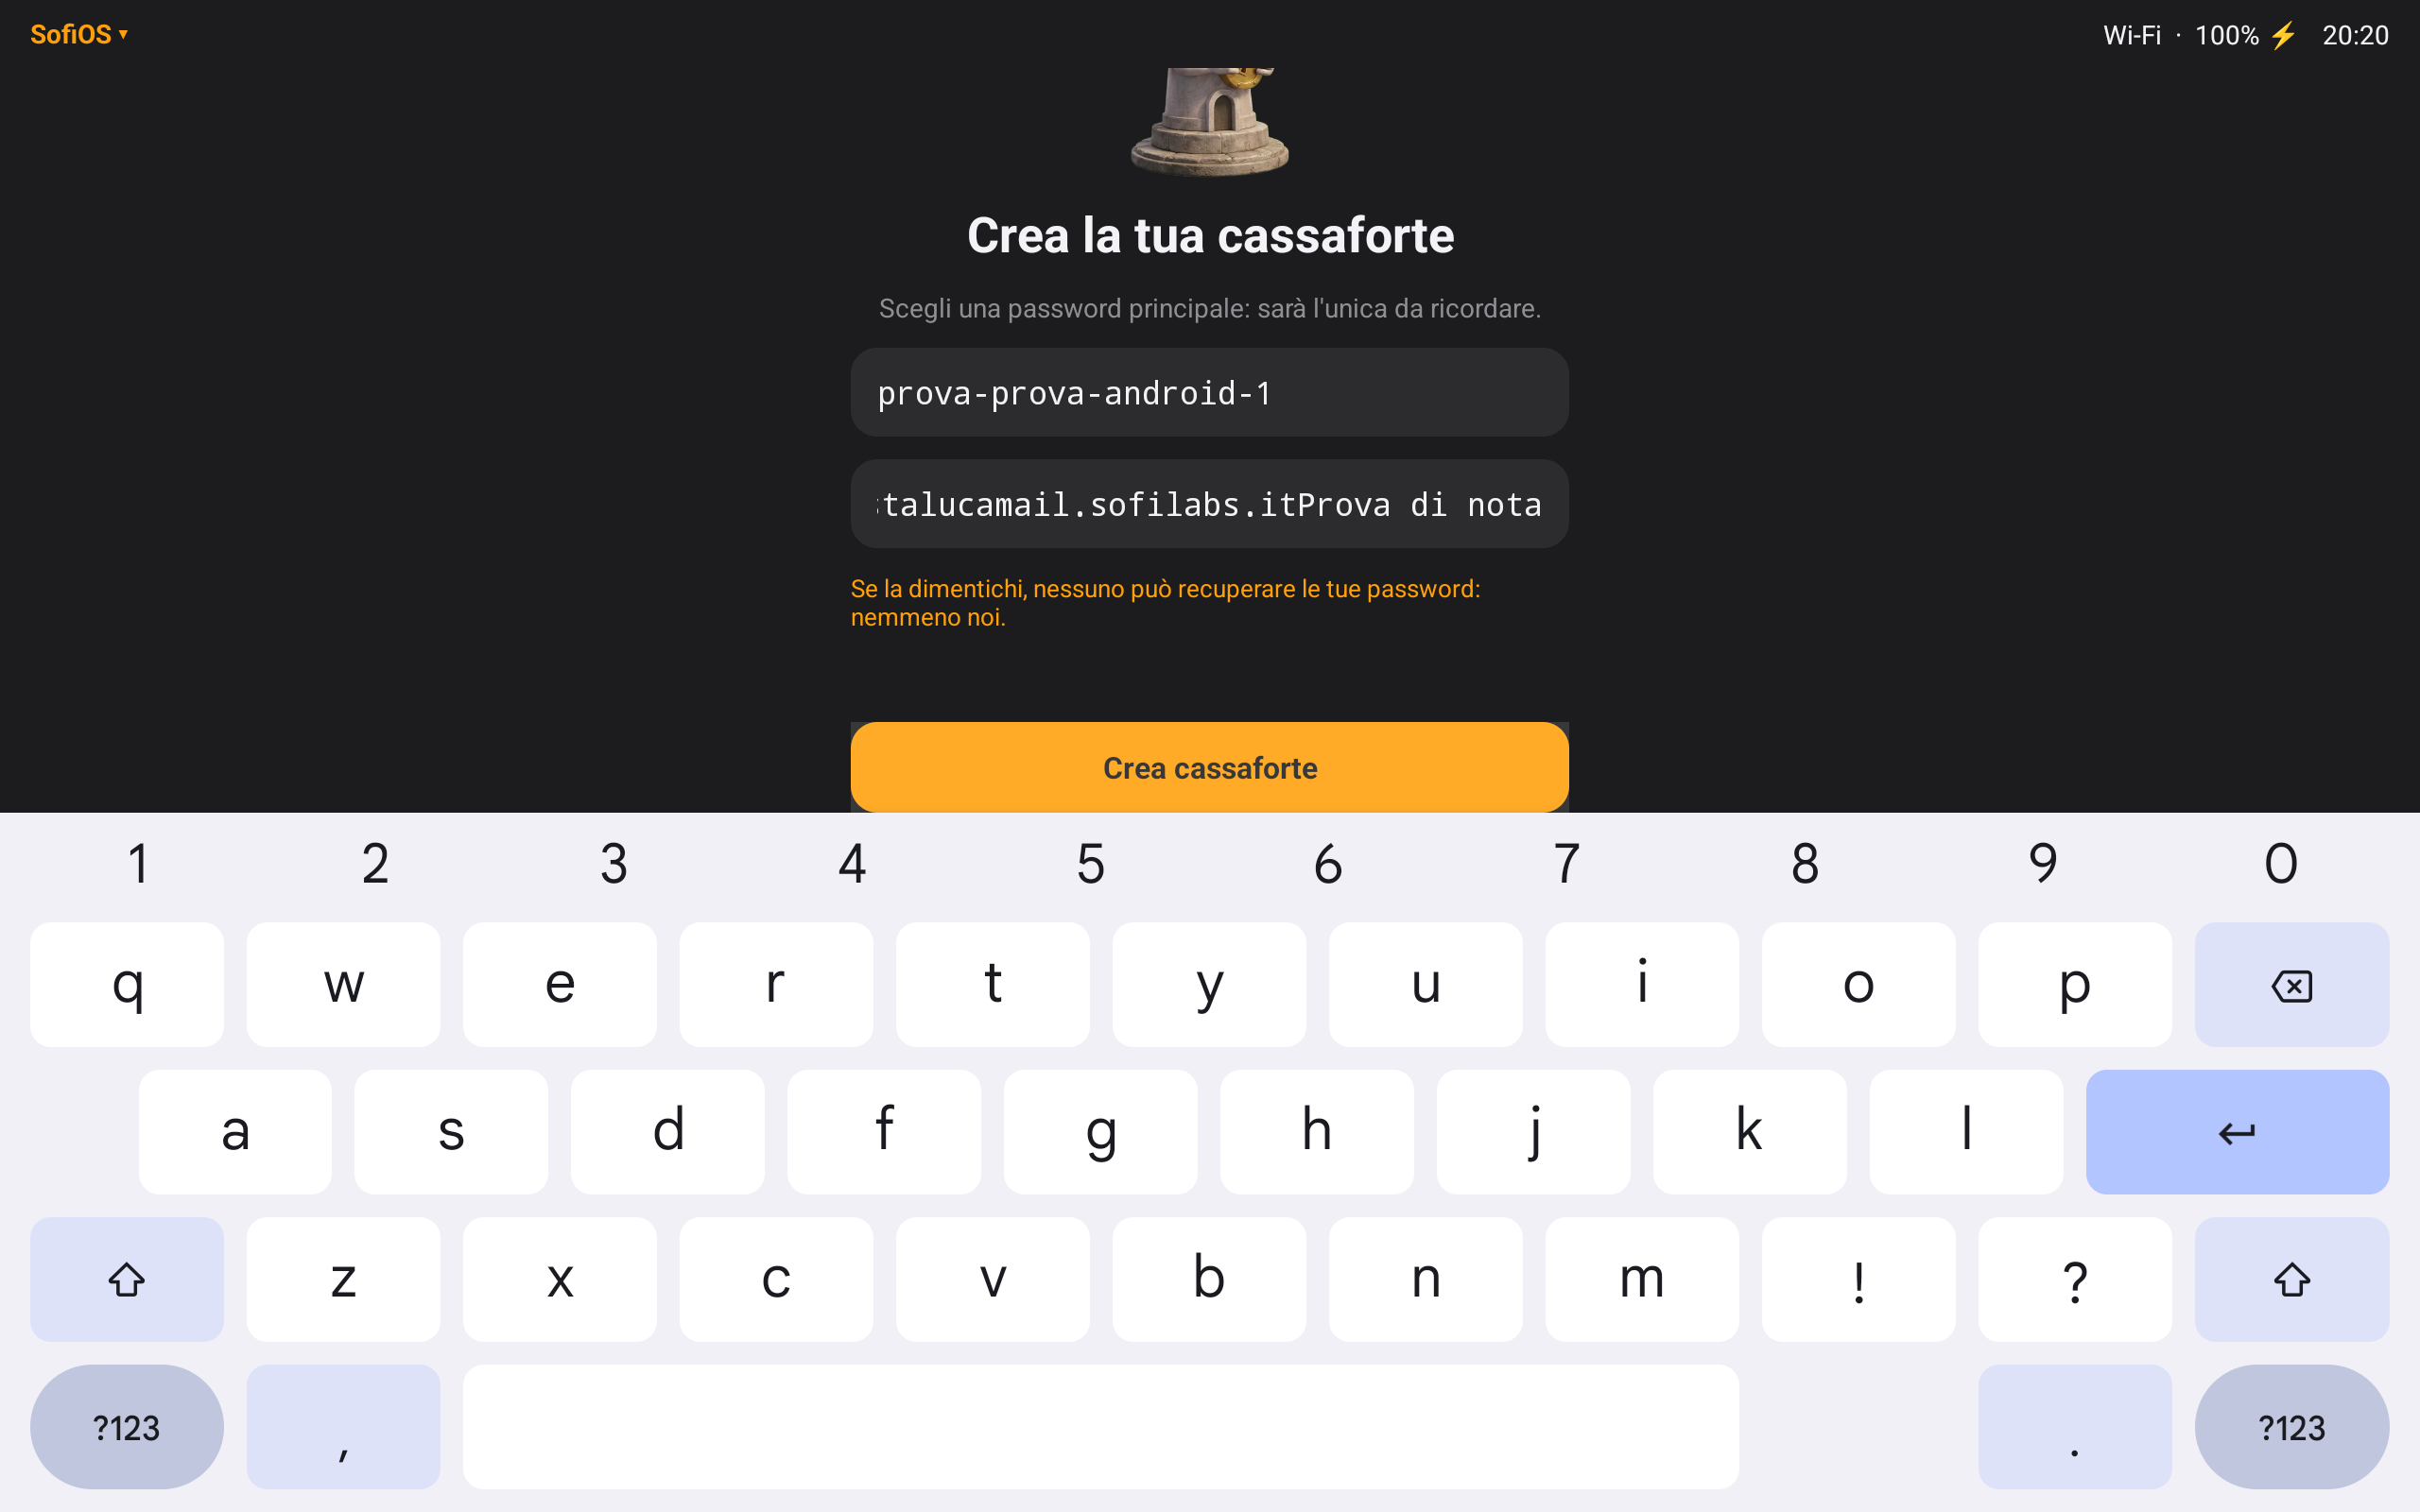 SofiOS ▾
Wi-Fi · 100% ⚡ 20:20
Crea la tua cassaforte
Scegli una password principale: sarà l'unica da ricordare.
prova-prova-android-1
talucamail.sofilabs.itProva di nota
Se la dimentichi, nessuno può recuperare le tue password:
nemmeno noi.
Crea cassaforte
1 2 3 4 5 6 7 8 9 0
q w e r t y u i o p
a s d f g h j k l
z x c v b n m ! ?
?123 , . ?123